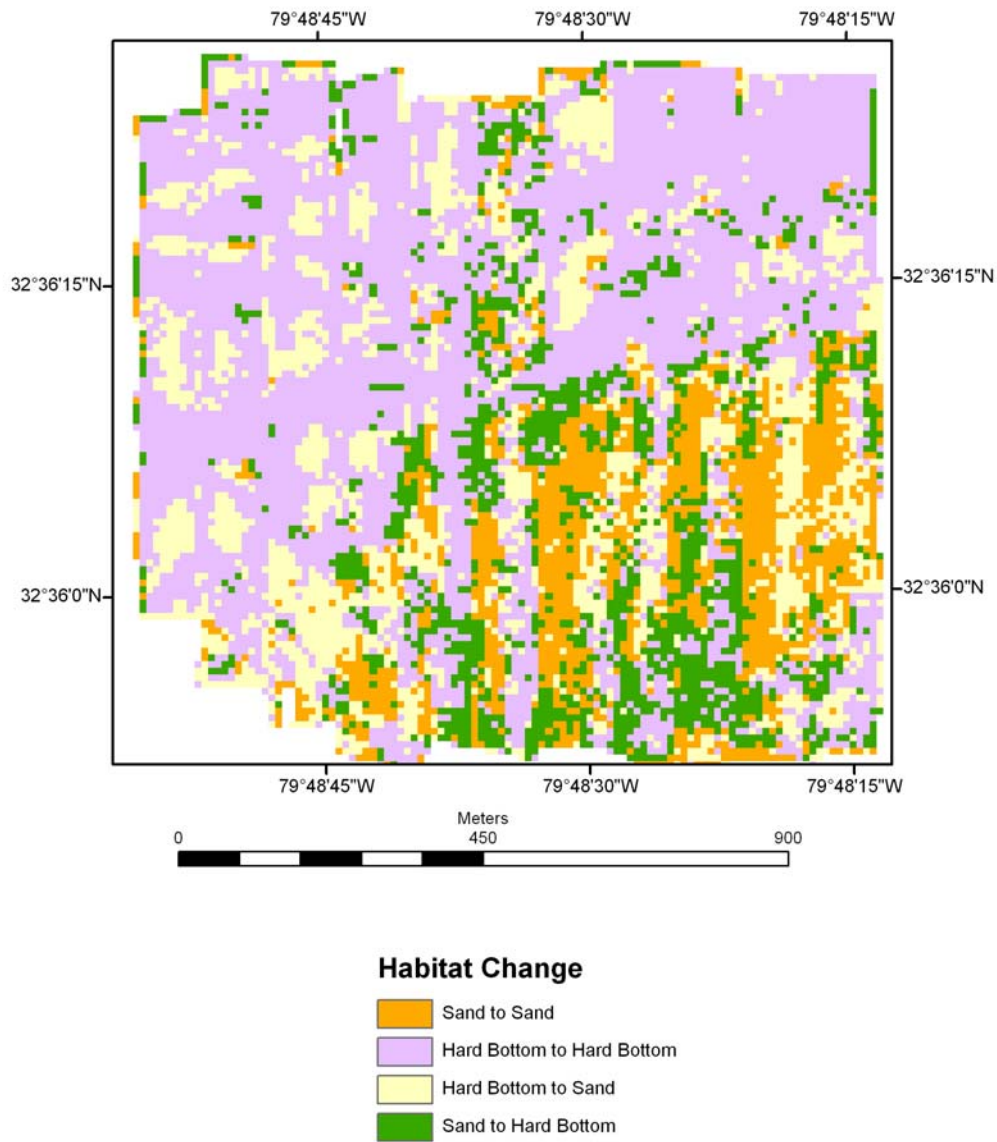 79°48'45"W 79°48'30"W 79°48'15"W
32°36'15"N 32°36'15"N
32°36'0"N 32°36'0"N
79°48'45"W 79°48'30"W 79°48'15"W
Meters
0 450 900
Habitat Change
Sand to Sand
Hard Bottom to Hard Bottom
Hard Bottom to Sand
Sand to Hard Bottom